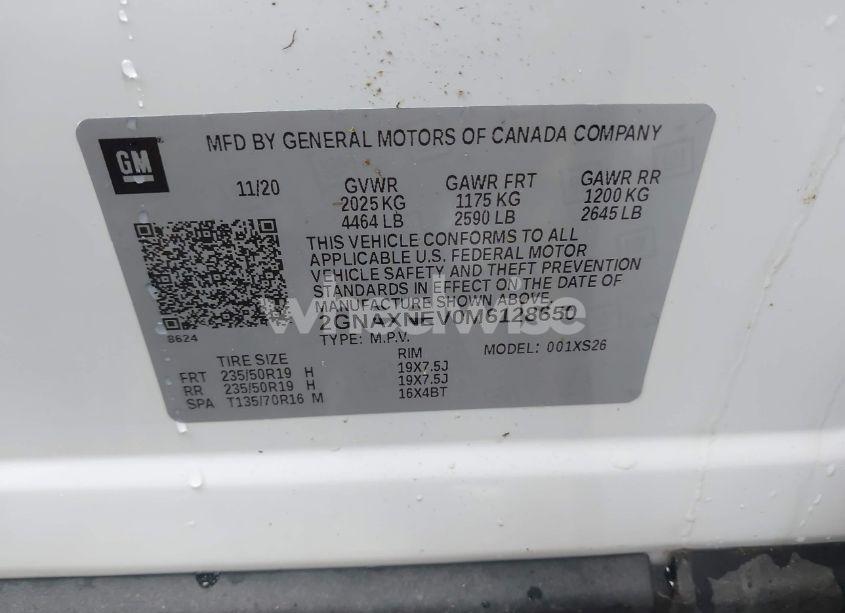 GM
MFD BY GENERAL MOTORS OF CANADA COMPANY
11/20 GVWR GAWR FRT GAWR RR
2025 KG 1175 KG 1200 KG
4464 LB 2590 LB 2645 LB
THIS VEHICLE CONFORMS TO ALL
APPLICABLE U.S. FEDERAL MOTOR
VEHICLE SAFETY AND THEFT PREVENTION
STANDARDS IN EFFECT ON THE DATE OF
MANUFACTURE SHOWN ABOVE.
2GNAXNEV0M6128650
8624
TYPE: M.P.V. MODEL: 001XS26
TIRE SIZE RIM
FRT 235/50R19 H 19X7.5J
RR 235/50R19 H 19X7.5J
SPA T135/70R16 M 16X4BT
wheelwise